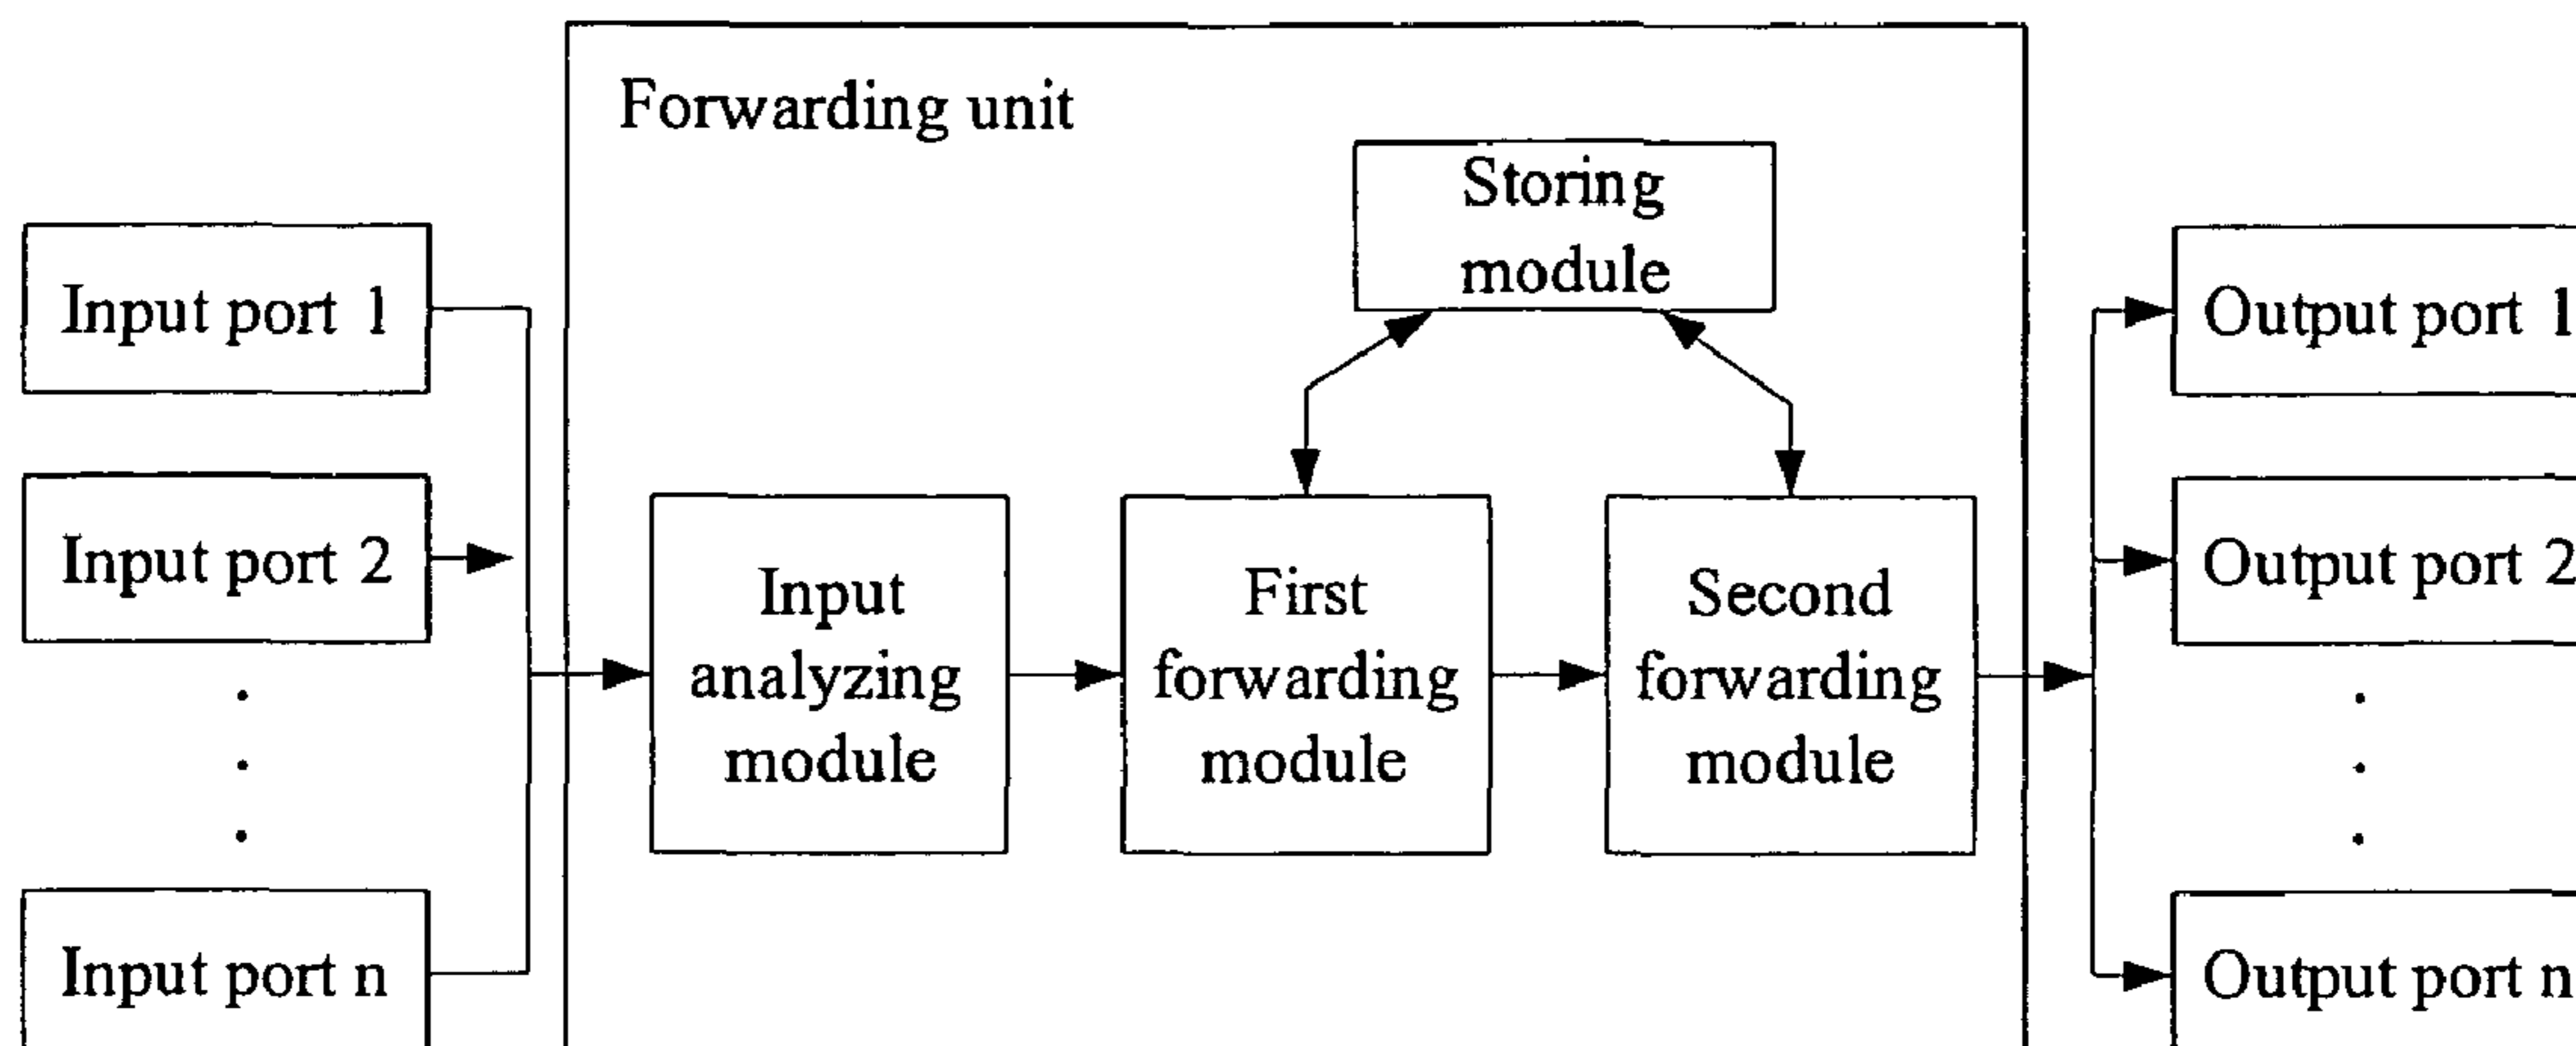 Forwarding unit
Storing
module
Input port 1
Input port 2
Input port n
Input
analyzing
module
First
forwarding
module
Second
forwarding
module
Output port 1
Output port 2
Output port n